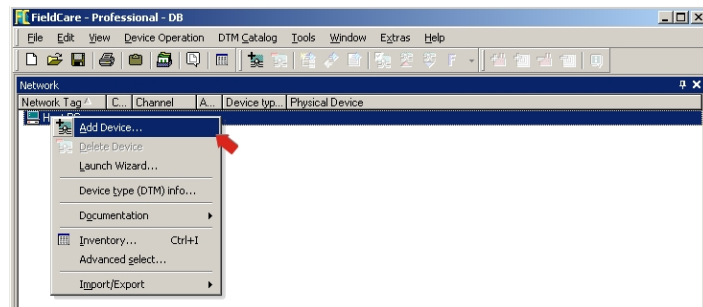 FieldCare - Professional - DB
File Edit View Device Operation DTM Catalog Tools Window Extras Help
Network
Network Tag C... Channel A... Device typ... Physical Device
Add Device...
Delete Device
Launch Wizard...
Device type (DTM) info...
Documentation
Inventory... Ctrl+I
Advanced select...
Import/Export